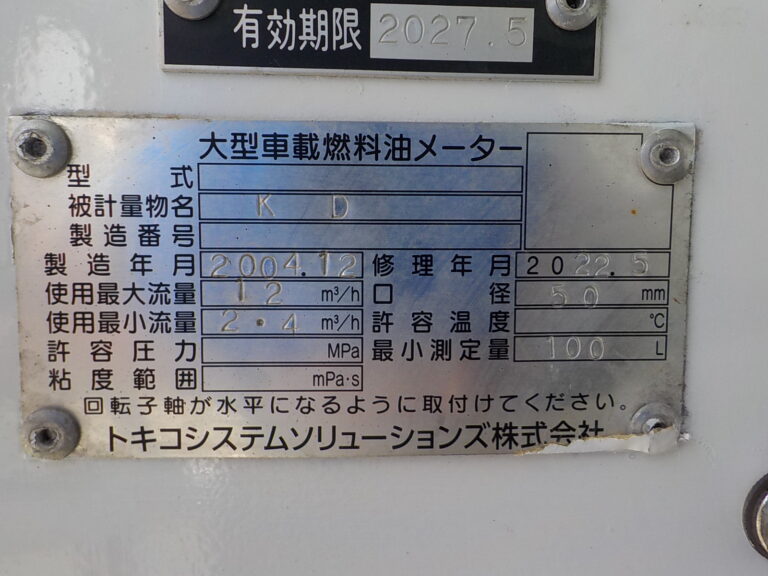 有効期限 2027.5
大型車載燃料油メーター
型式
被計量物名 K D
製造番号
製造年月 2004.12 修理年月 2022.5
使用最大流量 12 m³/h 口径 50 mm
使用最小流量 2.4 m³/h 許容温度 ℃
許容圧力 MPa 最小測定量 100 L
粘度範囲 mPa·s
回転子軸が水平になるように取付けてください。
トキコシステムソリューションズ株式会社